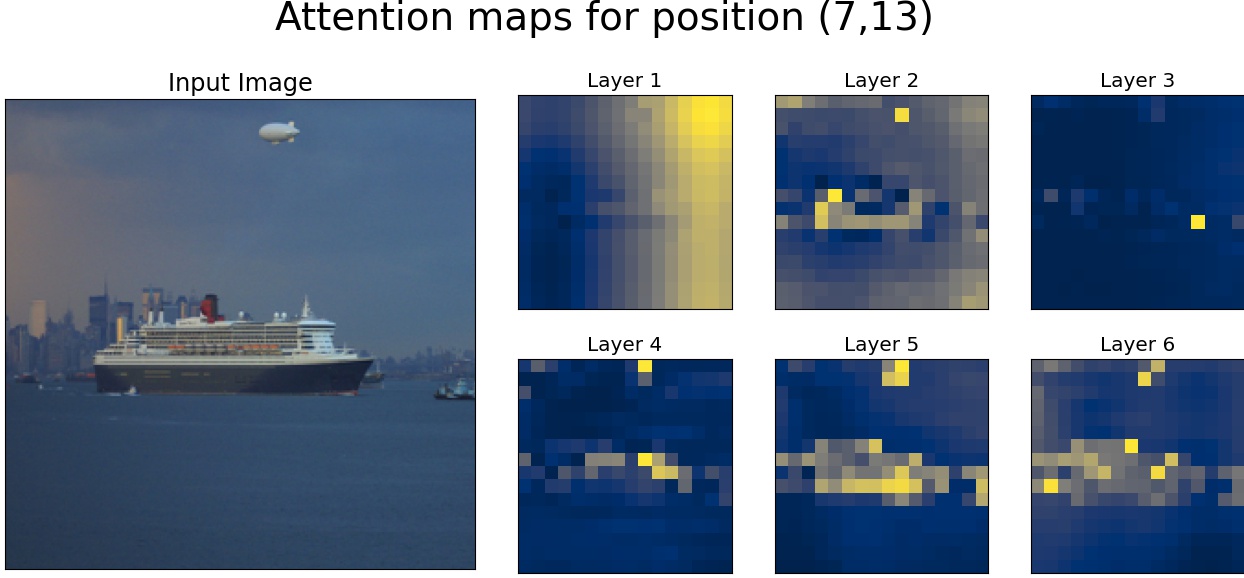 Attention maps for position (7,13)
Input Image
Layer 1
Layer 2
Layer 3
Layer 4
Layer 5
Layer 6